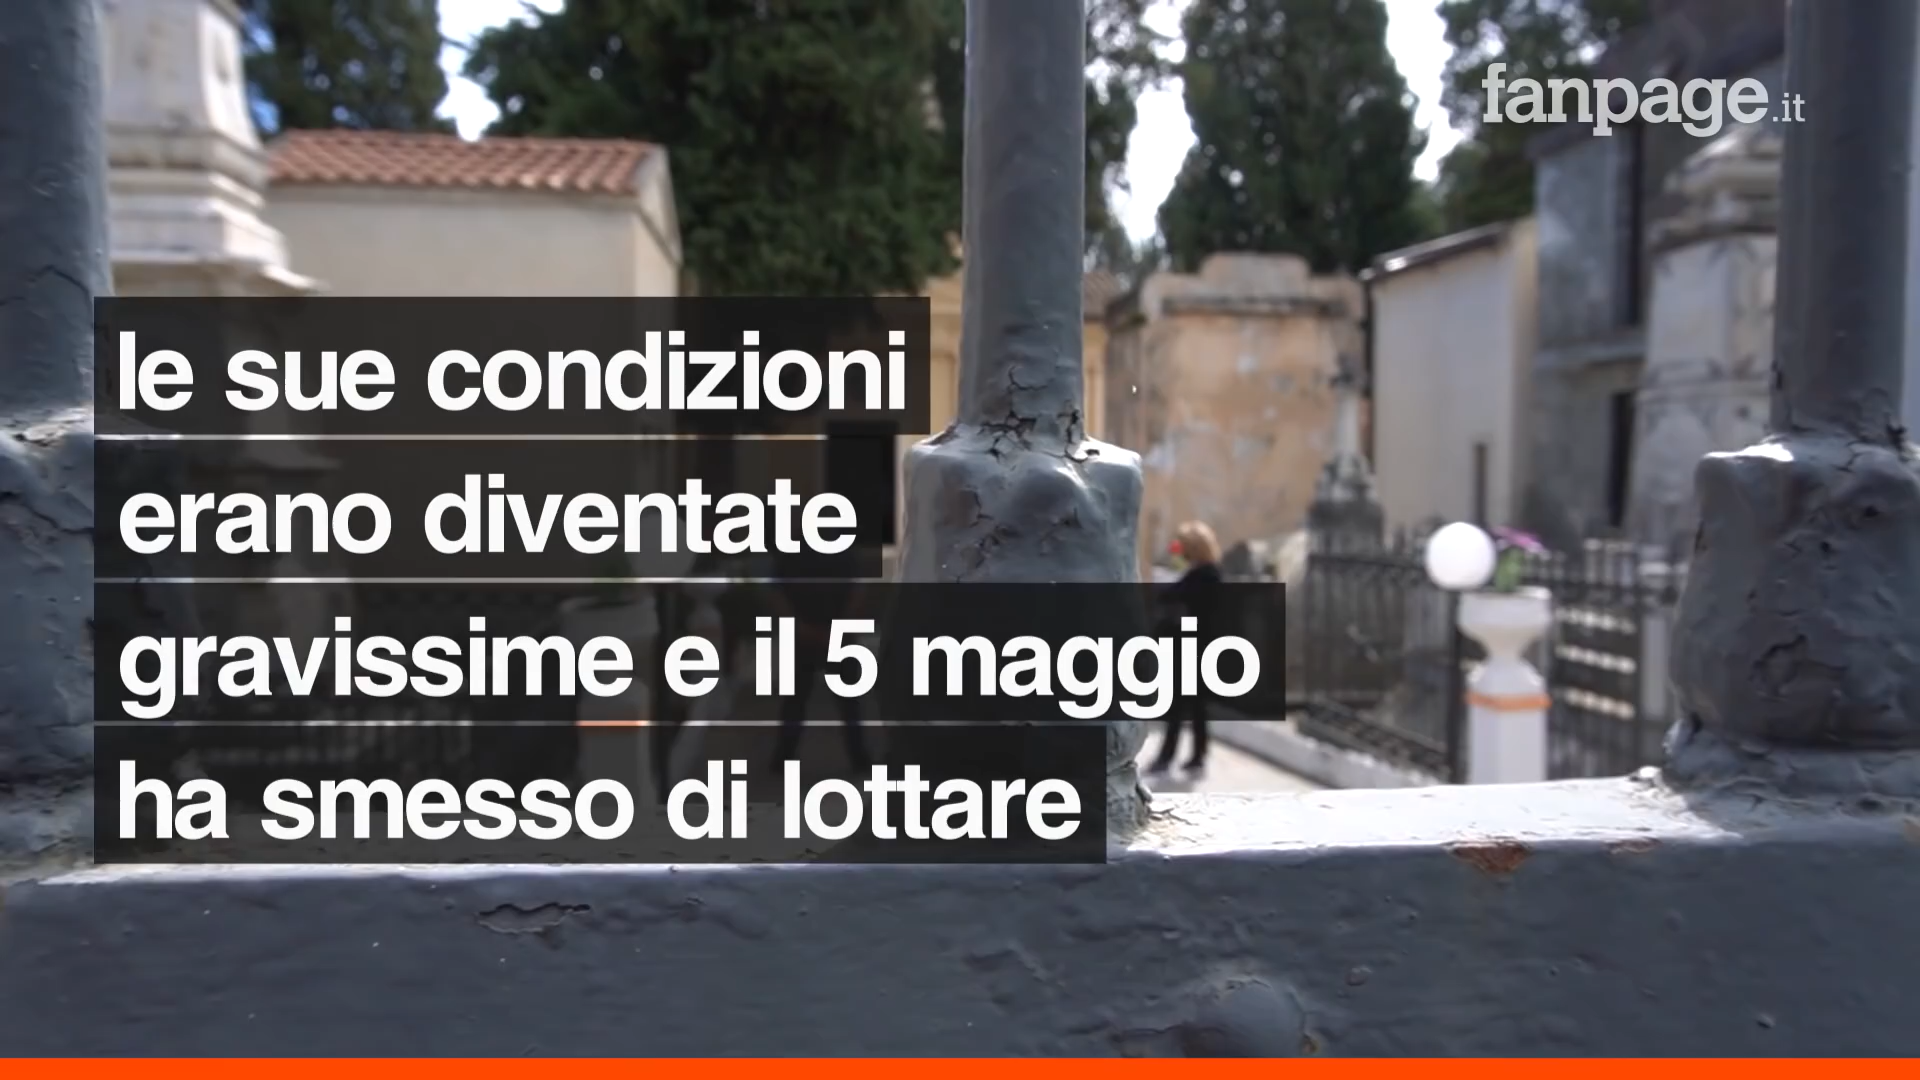 fanpage.it
le sue condizioni
erano diventate
gravissime e il 5 maggio
ha smesso di lottare